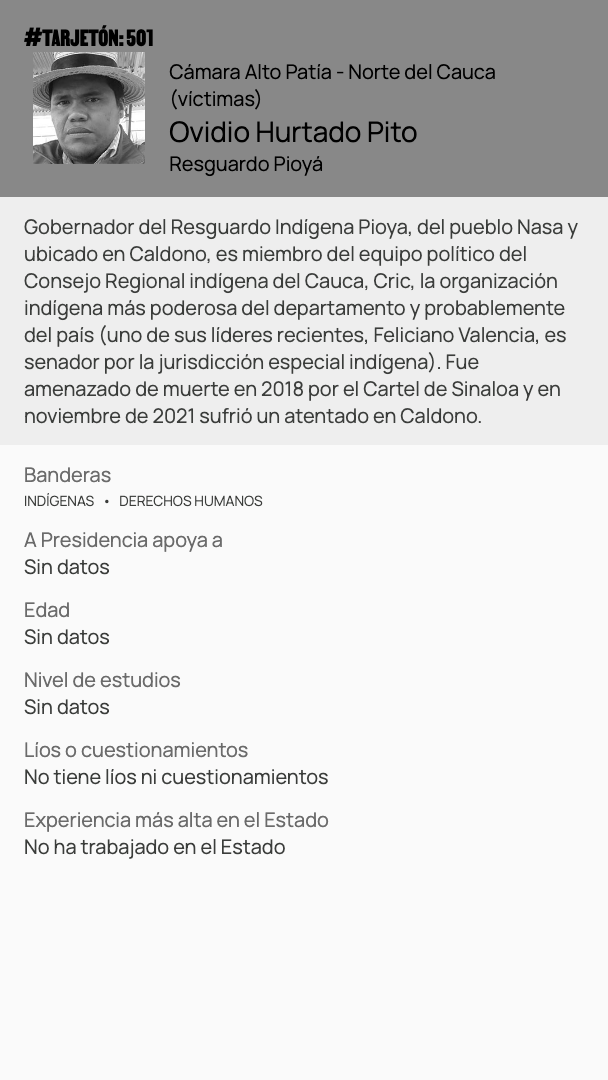 #TARJETÓN: 501
Cámara Alto Patía - Norte del Cauca
(víctimas)
Ovidio Hurtado Pito
Resguardo Pioyá
Gobernador del Resguardo Indígena Pioya, del pueblo Nasa y
ubicado en Caldono, es miembro del equipo político del
Consejo Regional indígena del Cauca, Cric, la organización
indígena más poderosa del departamento y probablemente
del país (uno de sus líderes recientes, Feliciano Valencia, es
senador por la jurisdicción especial indígena). Fue
amenazado de muerte en 2018 por el Cartel de Sinaloa y en
noviembre de 2021 sufrió un atentado en Caldono.
Banderas
INDÍGENAS • DERECHOS HUMANOS
A Presidencia apoya a
Sin datos
Edad
Sin datos
Nivel de estudios
Sin datos
Líos o cuestionamientos
No tiene líos ni cuestionamientos
Experiencia más alta en el Estado
No ha trabajado en el Estado